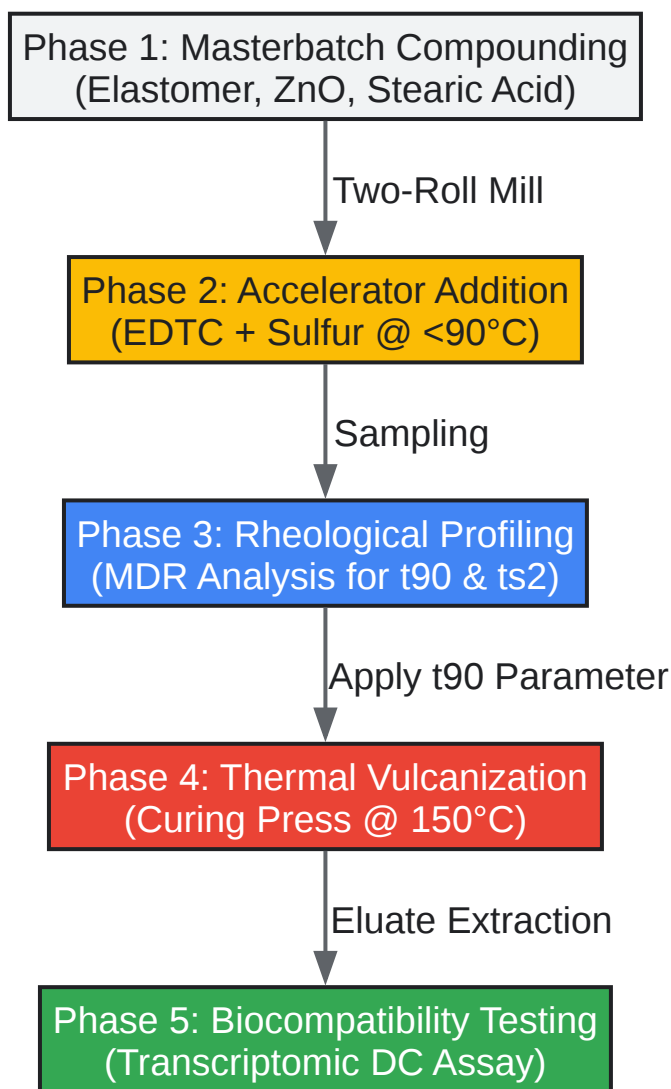 Phase 1: Masterbatch Compounding
(Elastomer, ZnO, Stearic Acid)
Two-Roll Mill
Phase 2: Accelerator Addition
(EDTC + Sulfur @ <90°C)
Sampling
Phase 3: Rheological Profiling
(MDR Analysis for t90 & ts2)
Apply t90 Parameter
Phase 4: Thermal Vulcanization
(Curing Press @ 150°C)
Eluate Extraction
Phase 5: Biocompatibility Testing
(Transcriptomic DC Assay)